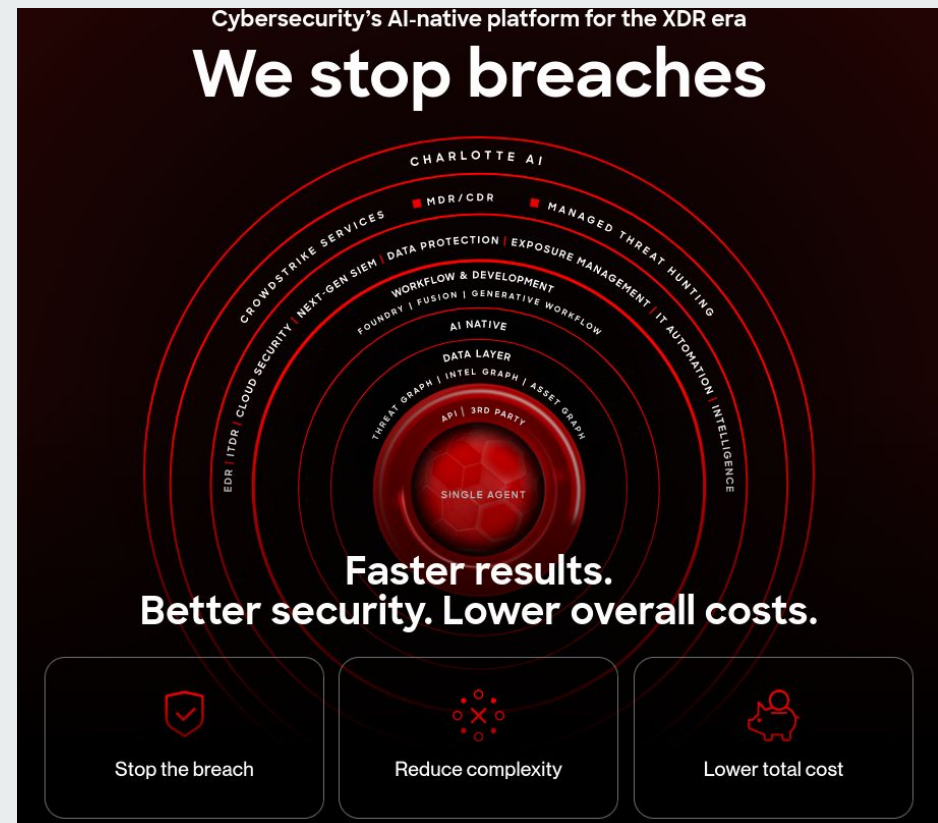 Cybersecurity’s AI-native platform for the XDR era
We stop breaches
CHARLOTTE AI
CROWDSTRIKE SERVICES MDR/CDR MANAGED THREAT HUNTING
EDR | ITDR | CLOUD SECURITY | NEXT-GEN SIEM | DATA PROTECTION | EXPOSURE MANAGEMENT | IT AUTOMATION | INTELLIGENCE
WORKFLOW & DEVELOPMENT
FOUNDRY | FUSION | GENERATIVE WORKFLOW
AI NATIVE
DATA LAYER
THREAT GRAPH | INTEL GRAPH | ASSET GRAPH
API | 3RD PARTY
SINGLE AGENT
Faster results.
Better security. Lower overall costs.
Stop the breach
Reduce complexity
Lower total cost